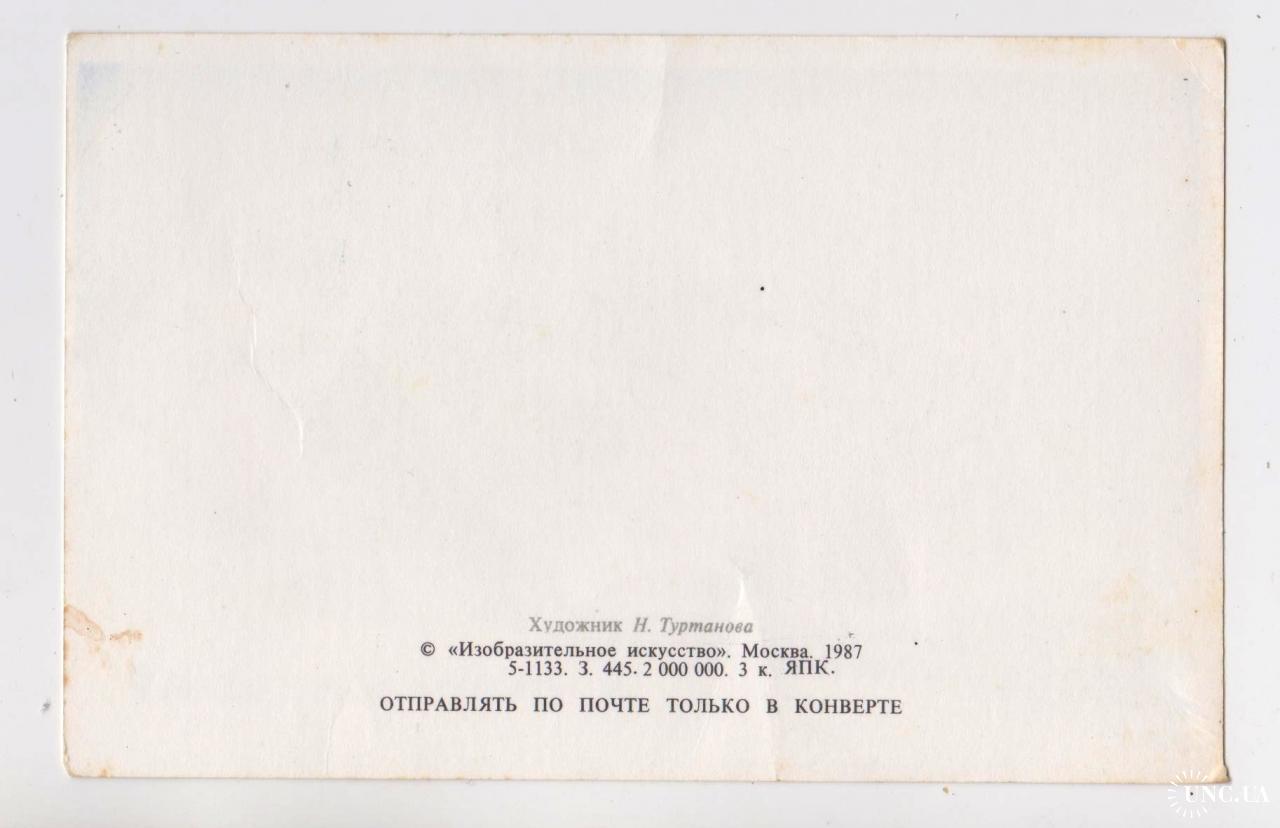 Художник Н. Туртанова
© «Изобразительное искусство». Москва. 1987
5-1133. З. 445. 2 000 000. 3 к. ЯПК.
ОТПРАВЛЯТЬ ПО ПОЧТЕ ТОЛЬКО В КОНВЕРТЕ
UNC.UA